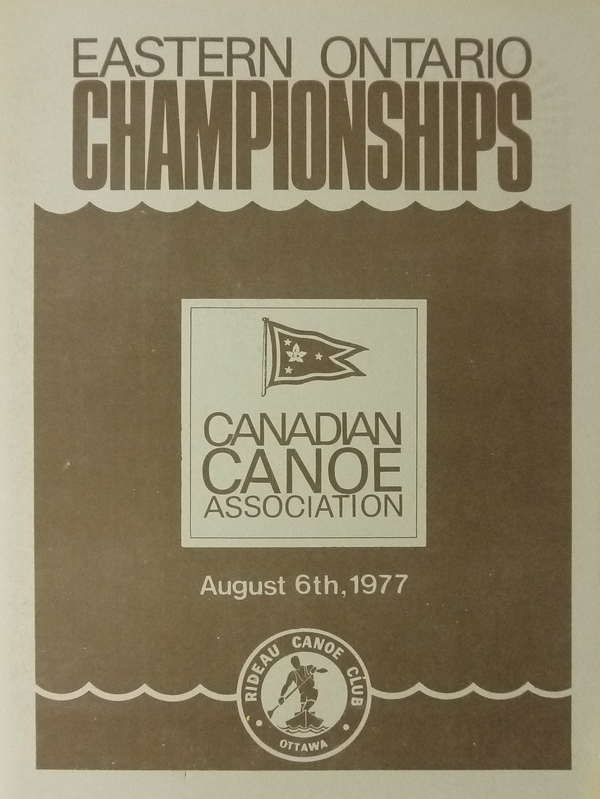 EASTERN ONTARIO
CHAMPIONSHIPS
CANADIAN
CANOE
ASSOCIATION
August 6th, 1977
RIDEAU CANOE CLUB
OTTAWA